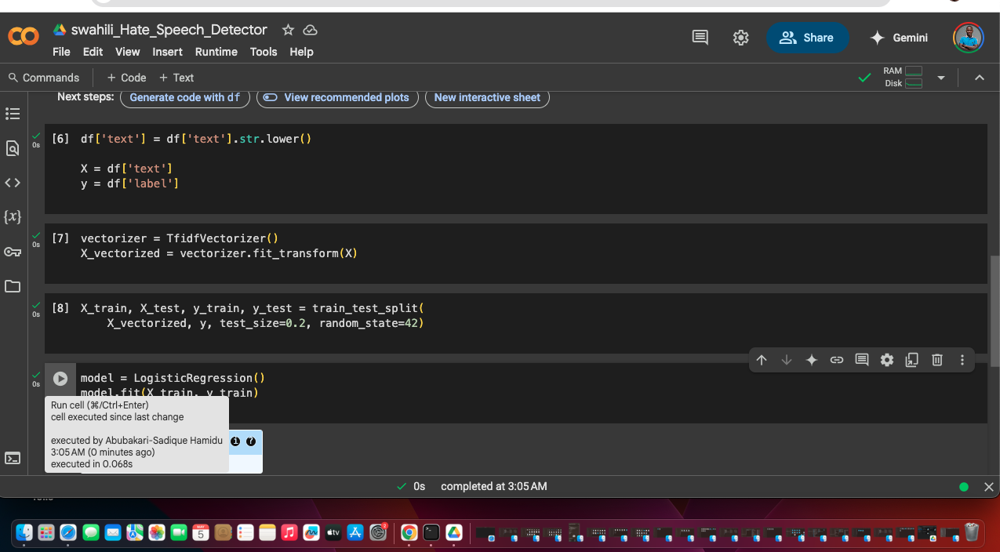 swahili_Hate_Speech_Detector
Share
Gemini
File Edit View Insert Runtime Tools Help
Commands + Code + Text
RAM
Disk
Next steps: Generate code with df View recommended plots New interactive sheet
0s
[6] df['text'] = df['text'].str.lower()
X = df['text']
y = df['label']
0s
[7] vectorizer = TfidfVectorizer()
X_vectorized = vectorizer.fit_transform(X)
0s
[8] X_train, X_test, y_train, y_test = train_test_split(
X_vectorized, y, test_size=0.2, random_state=42)
0s
model = LogisticRegression()
model.fit(X_train, y_train)
Run cell (⌘/Ctrl+Enter)
cell executed since last change
executed by Abubakari-Sadique Hamidu
3:05 AM (0 minutes ago)
executed in 0.068s
i ?
0s completed at 3:05 AM
5
tv
2